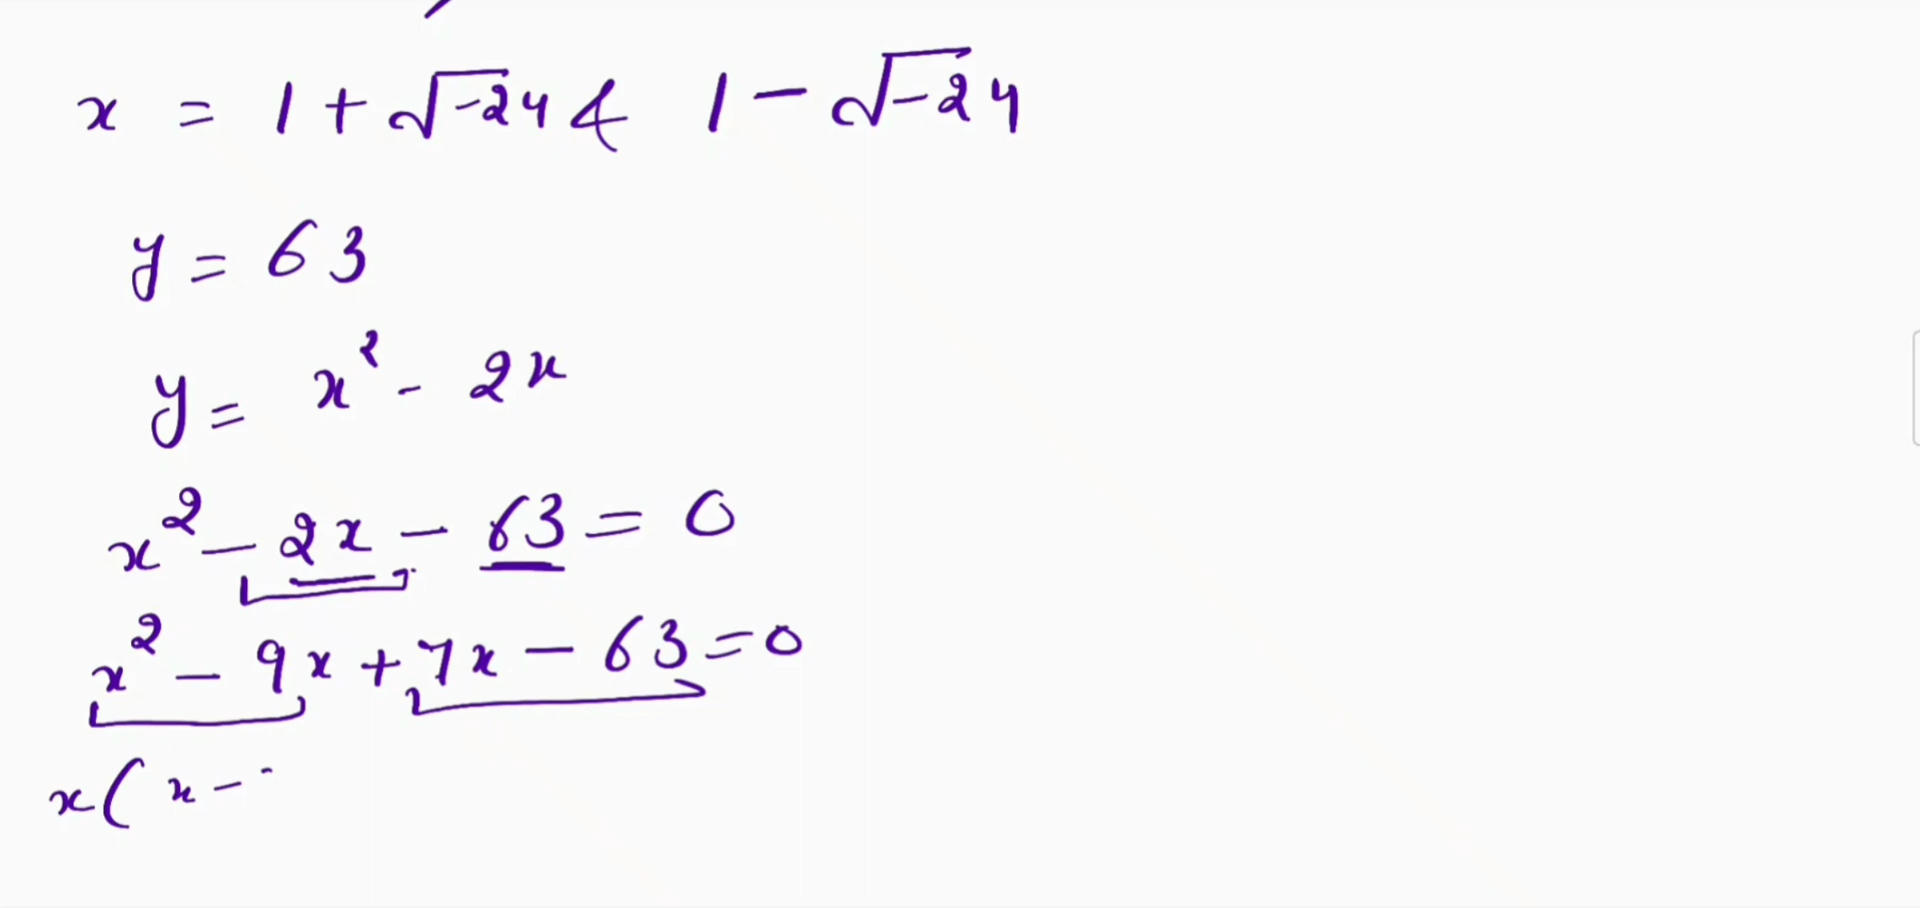 x = 1 + √-24 & 1 - √-24
y = 63
y = x² - 2x
x² - 2x - 63 = 0
x² - 9x + 7x - 63 = 0
x( x -